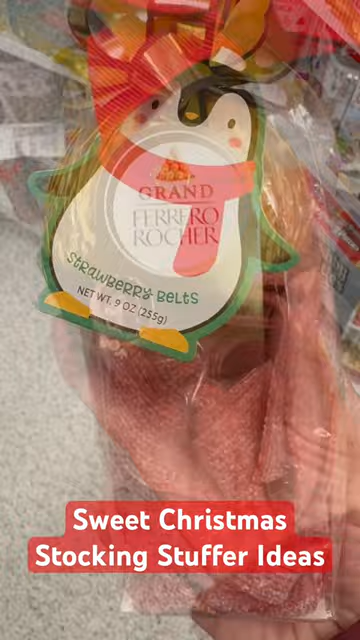 GRAND
FERRERO
ROCHER
STRAWBERRY BELTS
NET WT. 9 OZ (255g)
Sweet Christmas
Stocking Stuffer Ideas